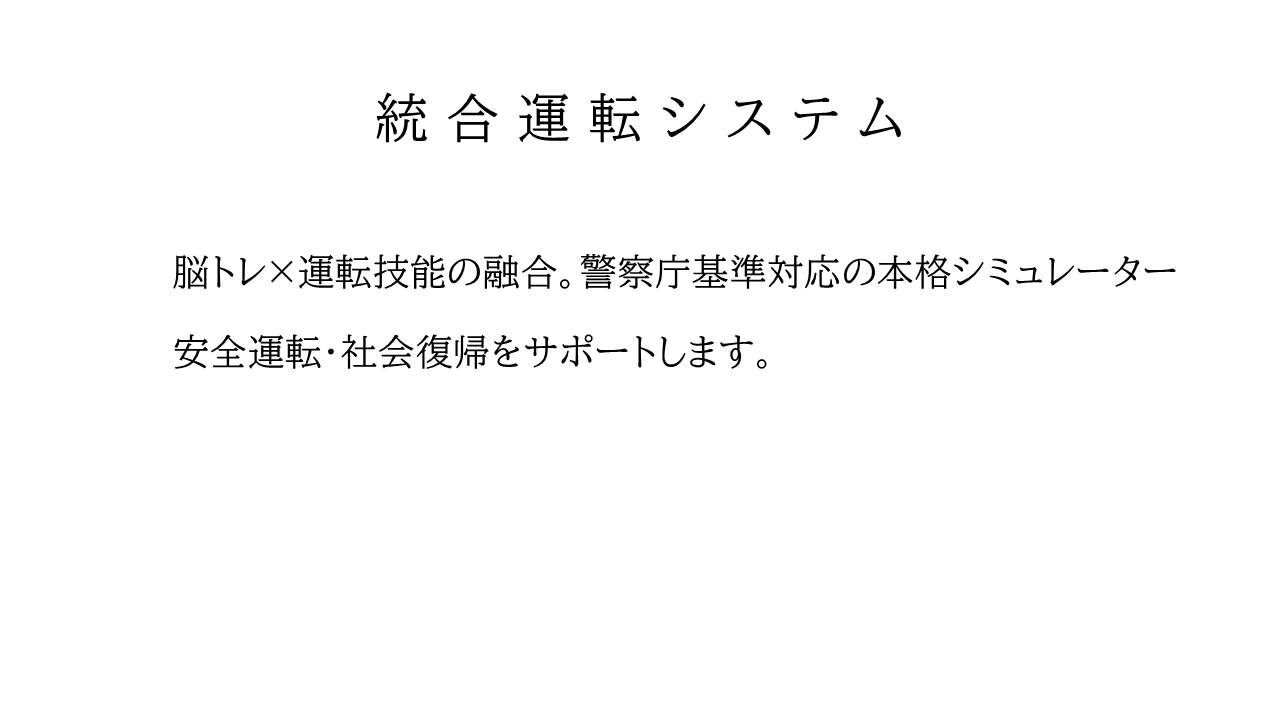 統合運転システム
脳トレ×運転技能の融合。警察庁基準対応の本格シミュレーター
安全運転・社会復帰をサポートします。